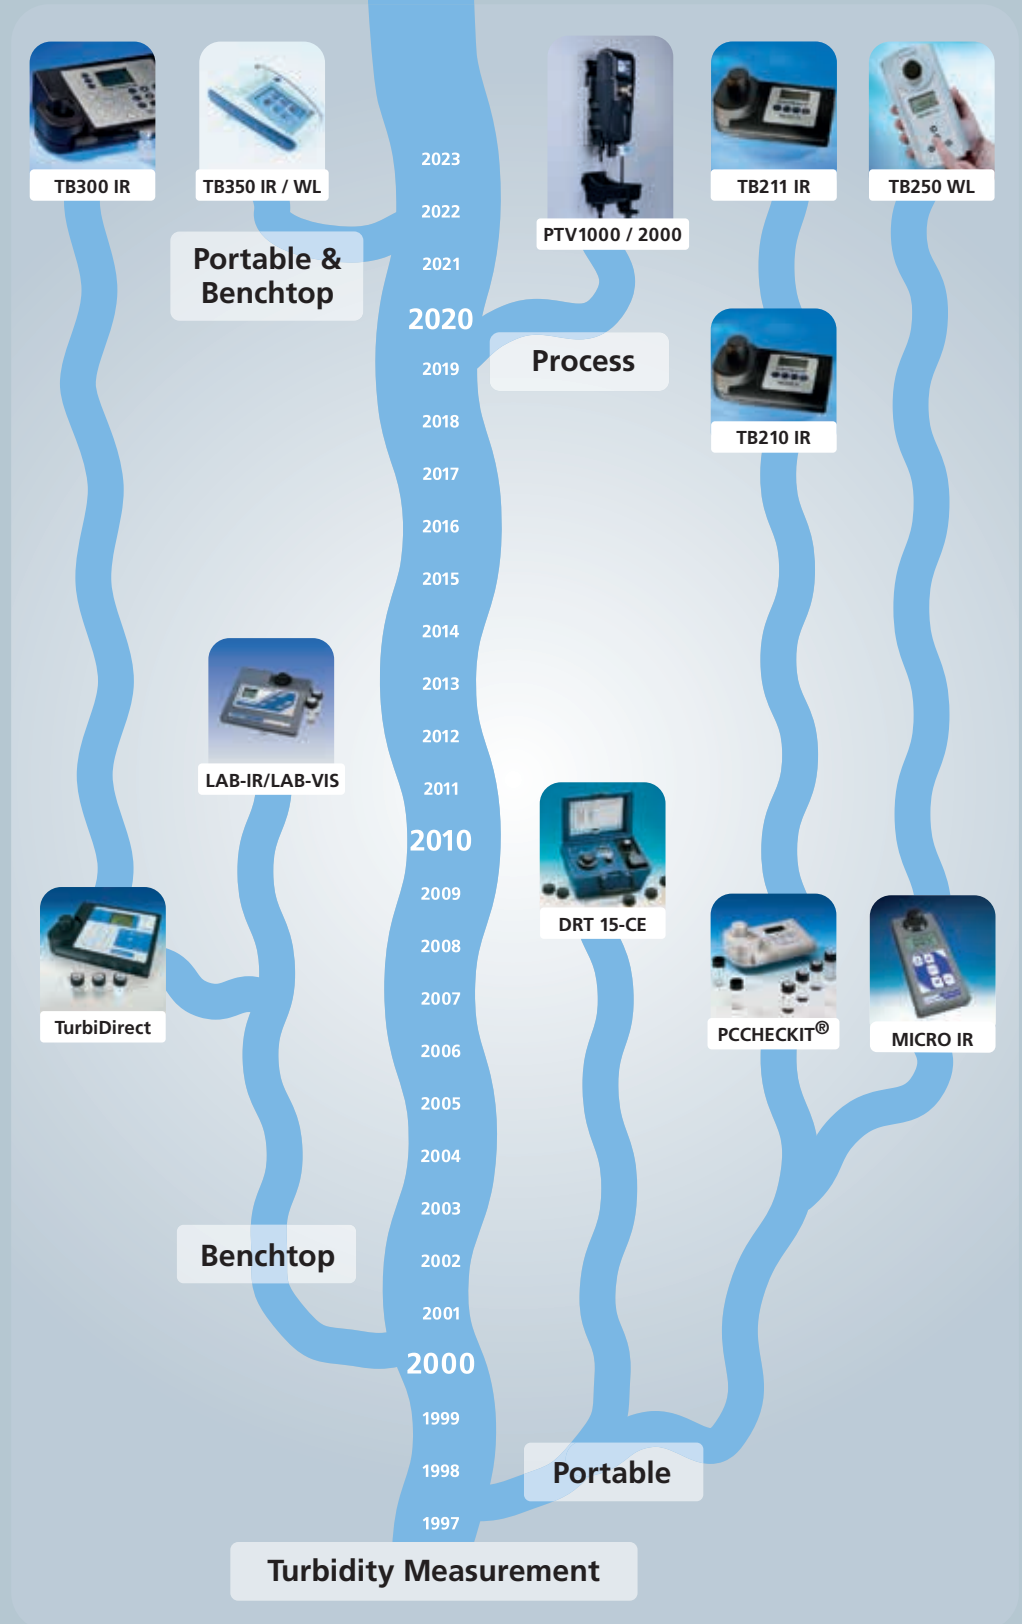 TB300 IR
TB350 IR / WL
PTV1000 / 2000
TB211 IR
TB250 WL
2023
2022
2021
2020
2019
2018
2017
2016
2015
2014
2013
2012
2011
2010
2009
2008
2007
2006
2005
2004
2003
2002
2001
2000
1999
1998
1997
Portable &
Benchtop
Process
TB210 IR
LAB-IR/LAB-VIS
DRT 15-CE
TurbiDirect
PCCHECKIT®
MICRO IR
Benchtop
Portable
Turbidity Measurement